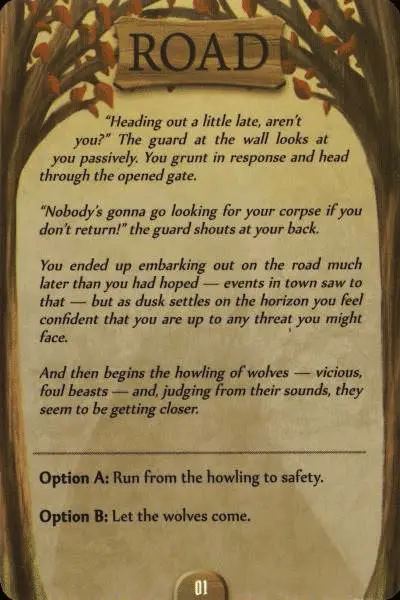 ROAD
“Heading out a little late, aren’t
you?” The guard at the wall looks at
you passively. You grunt in response and head
through the opened gate.
“Nobody’s gonna go looking for your corpse if you
don’t return!” the guard shouts at your back.
You ended up embarking out on the road much
later than you had hoped — events in town saw to
that — but as dusk settles on the horizon you feel
confident that you are up to any threat you might
face.
And then begins the howling of wolves — vicious,
foul beasts — and, judging from their sounds, they
seem to be getting closer.
Option A: Run from the howling to safety.
Option B: Let the wolves come.
01